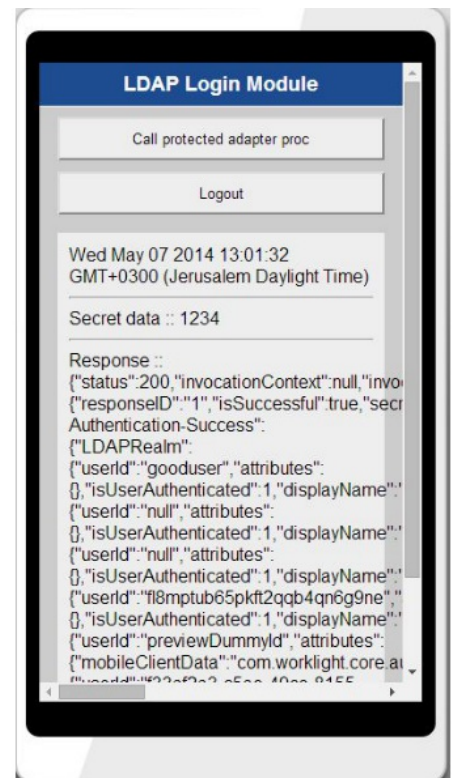 LDAP Login Module
Call protected adapter proc
Logout
Wed May 07 2014 13:01:32
GMT+0300 (Jerusalem Daylight Time)
Secret data :: 1234
Response ::
{"status":200,"invocationContext":null,"invo
{"responseID":"1","isSuccessful":true,"secr
Authentication-Success":
{"LDAPRealm":
{"userId":"gooduser","attributes":
{},"isUserAuthenticated":1,"displayName":"
{"userId":"null","attributes":
{},"isUserAuthenticated":1,"displayName":"
{"userId":"null","attributes":
{},"isUserAuthenticated":1,"displayName":"
{"userId":"fl8mptub65pkft2qqb4qn6g9ne","
{},"isUserAuthenticated":1,"displayName":"
{"userId":"previewDummyId","attributes":
{"mobileClientData":"com.worklight.core.au